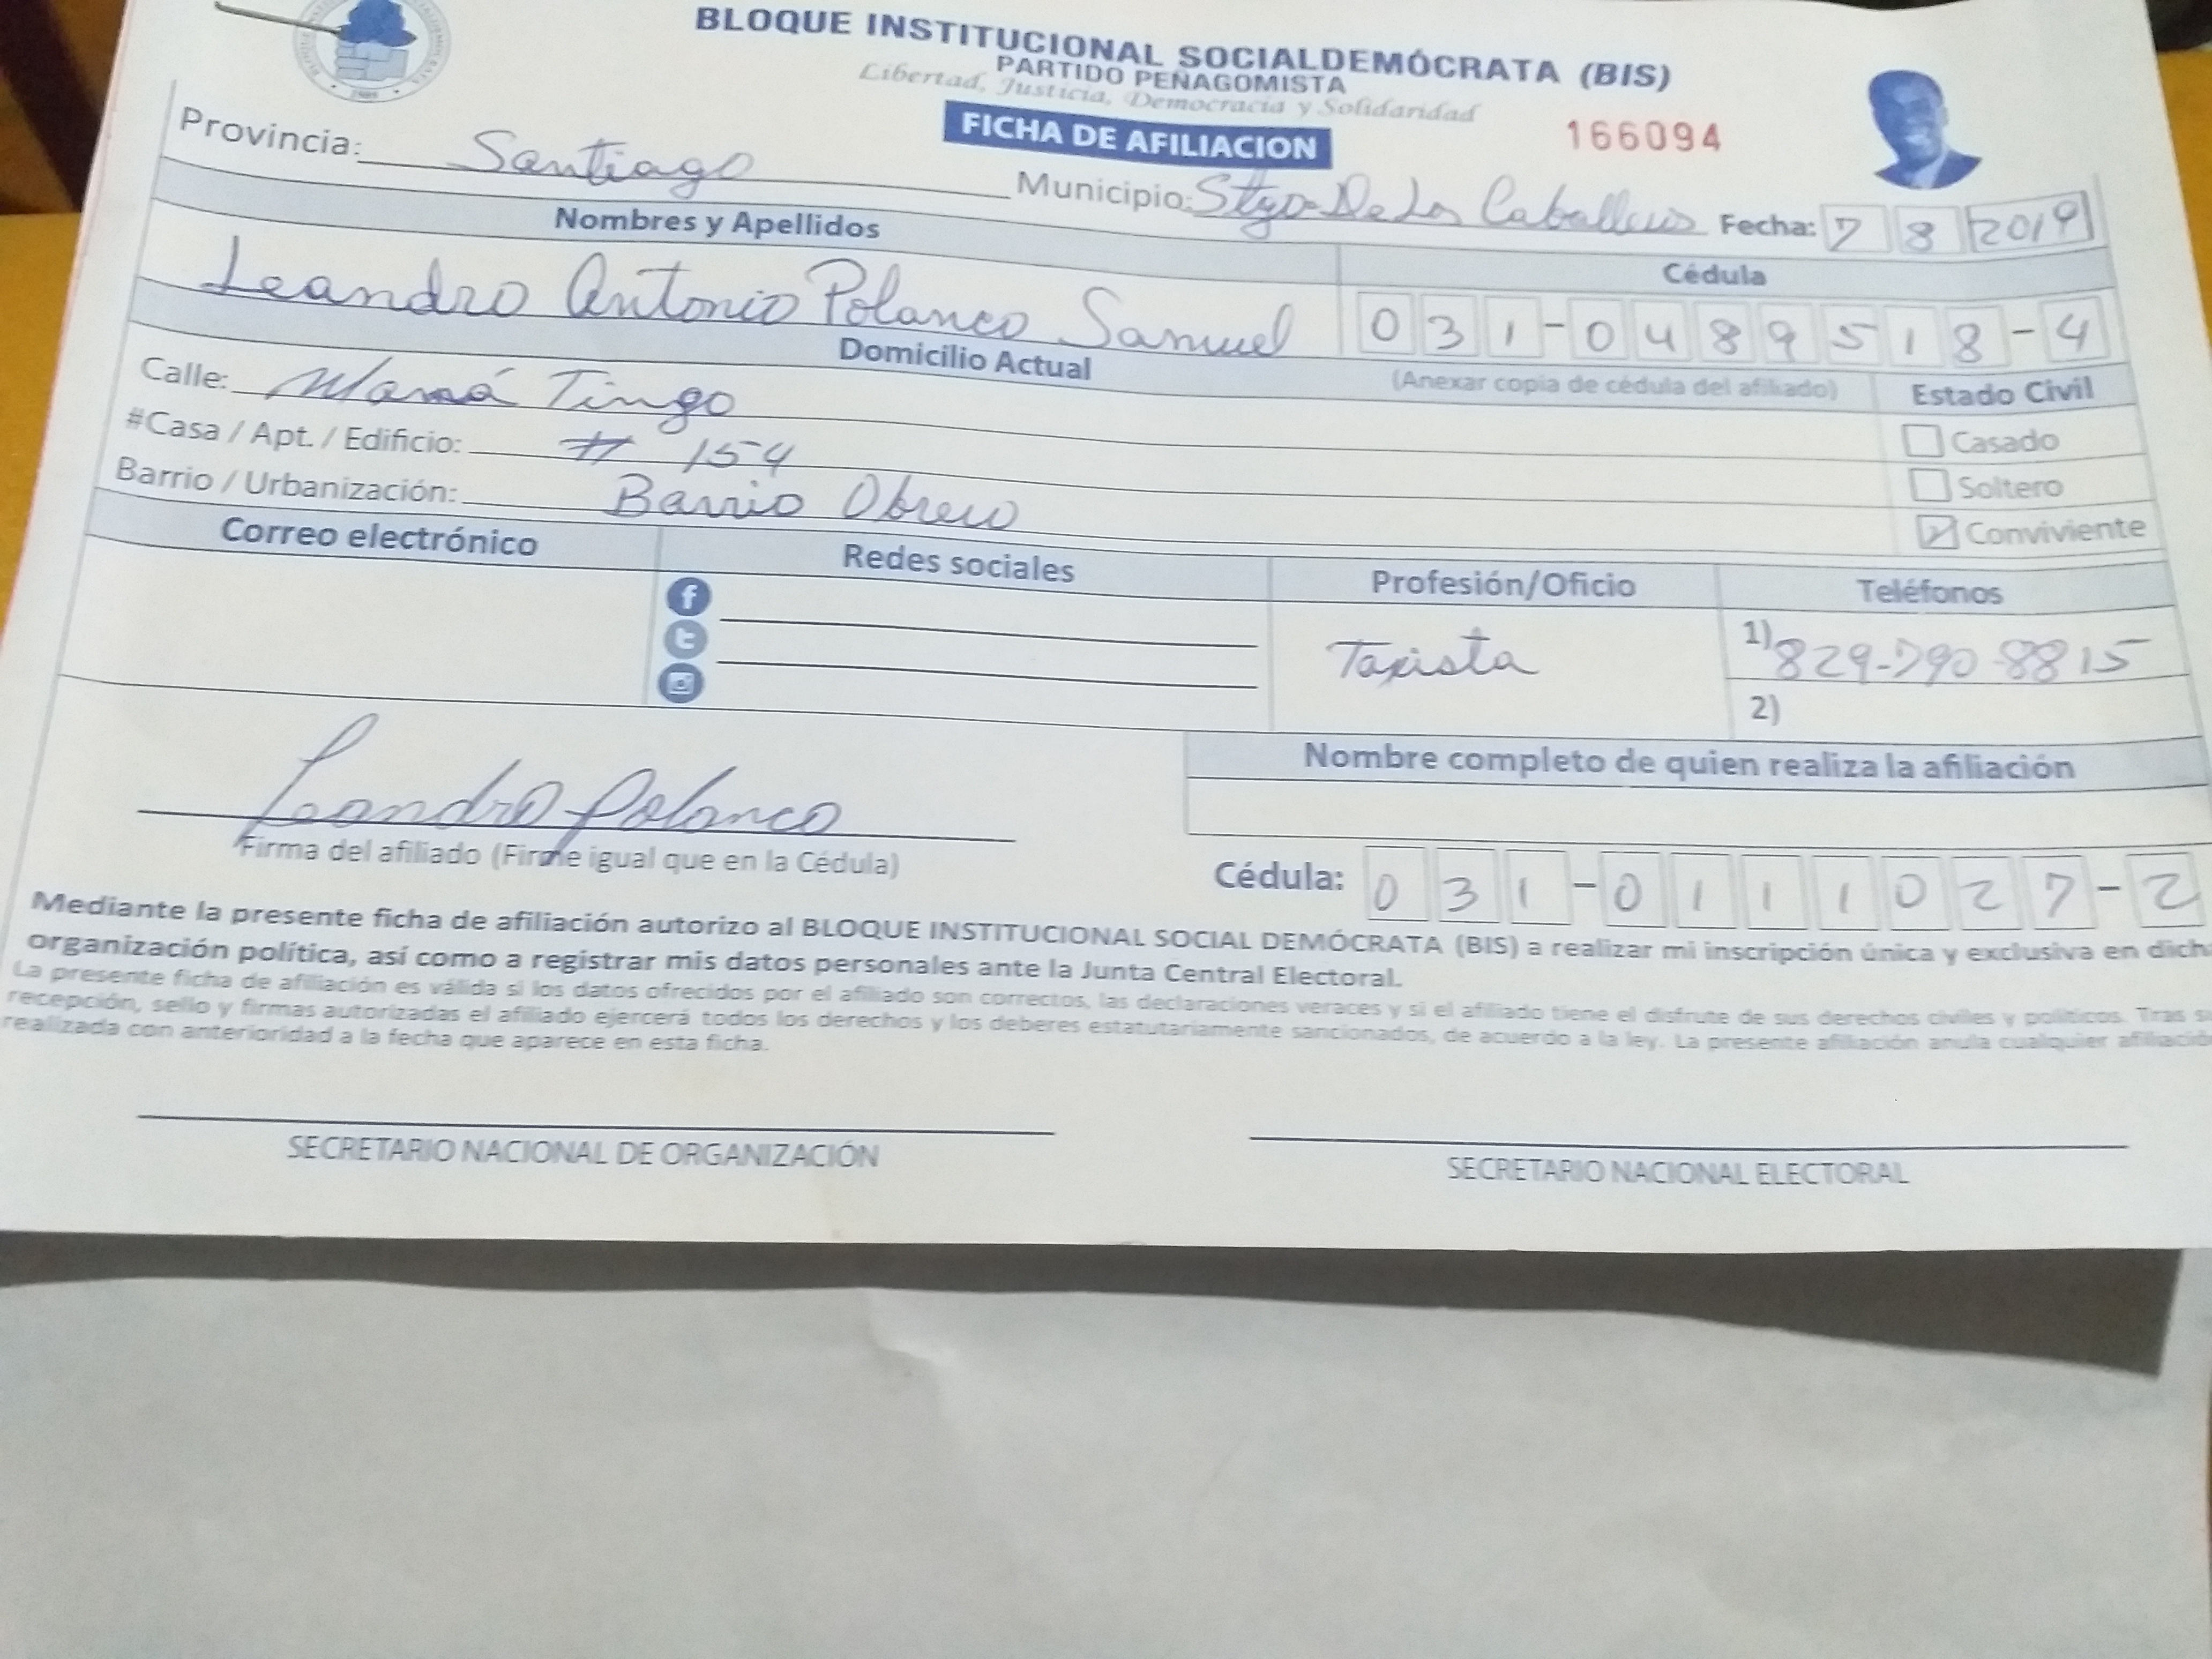 BLOQUE INSTITUCIONAL SOCIALDEMÓCRATA (BIS)
PARTIDO PEÑAGOMISTA
Libertad, Justicia, Democracia y Solidaridad
FICHA DE AFILIACION
166094
Provincia: Santiago
Municipio: Stgo De Los Caballeros Fecha: 7 8 2019
Nombres y Apellidos
Cédula
Leandro Antonio Polanco Samuel
031-0489518-4
Domicilio Actual
(Anexar copia de cédula del afiliado)
Estado Civil
Calle: Mamá Tingo
Casado
#Casa / Apt. / Edificio: # 154
Soltero
Barrio / Urbanización: Barrio Obrero
Conviviente
Correo electrónico
Redes sociales
Profesión/Oficio
Teléfonos
Taxista
1) 829-790-8815
2)
Leandro Polanco
Firma del afiliado (Firme igual que en la Cédula)
Nombre completo de quien realiza la afiliación
Cédula: 031-0111027-2
Mediante la presente ficha de afiliación autorizo al BLOQUE INSTITUCIONAL SOCIAL DEMÓCRATA (BIS) a realizar mi inscripción única y exclusiva en dich
organización política, así como a registrar mis datos personales ante la Junta Central Electoral.
La presente ficha de afiliación es válida si los datos ofrecidos por el afiliado son correctos, las declaraciones veraces y si el afiliado tiene el disfrute de sus derechos civiles y políticos. Tras s
recepción, sello y firmas autorizadas el afiliado ejercerá todos los derechos y los deberes estatutariamente sancionados, de acuerdo a la ley. La presente afiliación anula cualquier afiliació
realizada con anterioridad a la fecha que aparece en esta ficha.
SECRETARIO NACIONAL DE ORGANIZACIÓN
SECRETARIO NACIONAL ELECTORAL